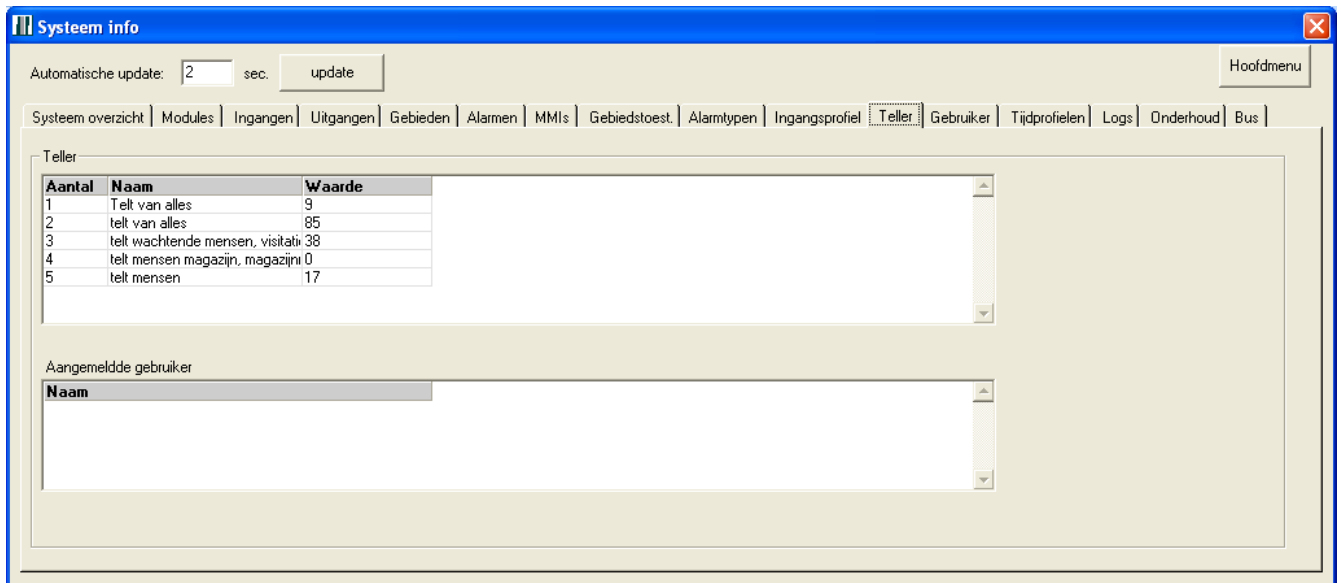 Systeem info
Automatische update: 2 sec. update Hoofdmenu
Systeem overzicht Modules Ingangen Uitgangen Gebieden Alarmen MMIs Gebiedstoest. Alarmtypen Ingangsprofiel Teller Gebruiker Tijdprofielen Logs Onderhoud Bus
Teller
Aantal Naam Waarde
1 Telt van alles 9
2 telt van alles 85
3 telt wachtende mensen, visitati 38
4 telt mensen magazijn, magazijn 0
5 telt mensen 17
Aangemeldde gebruiker
Naam